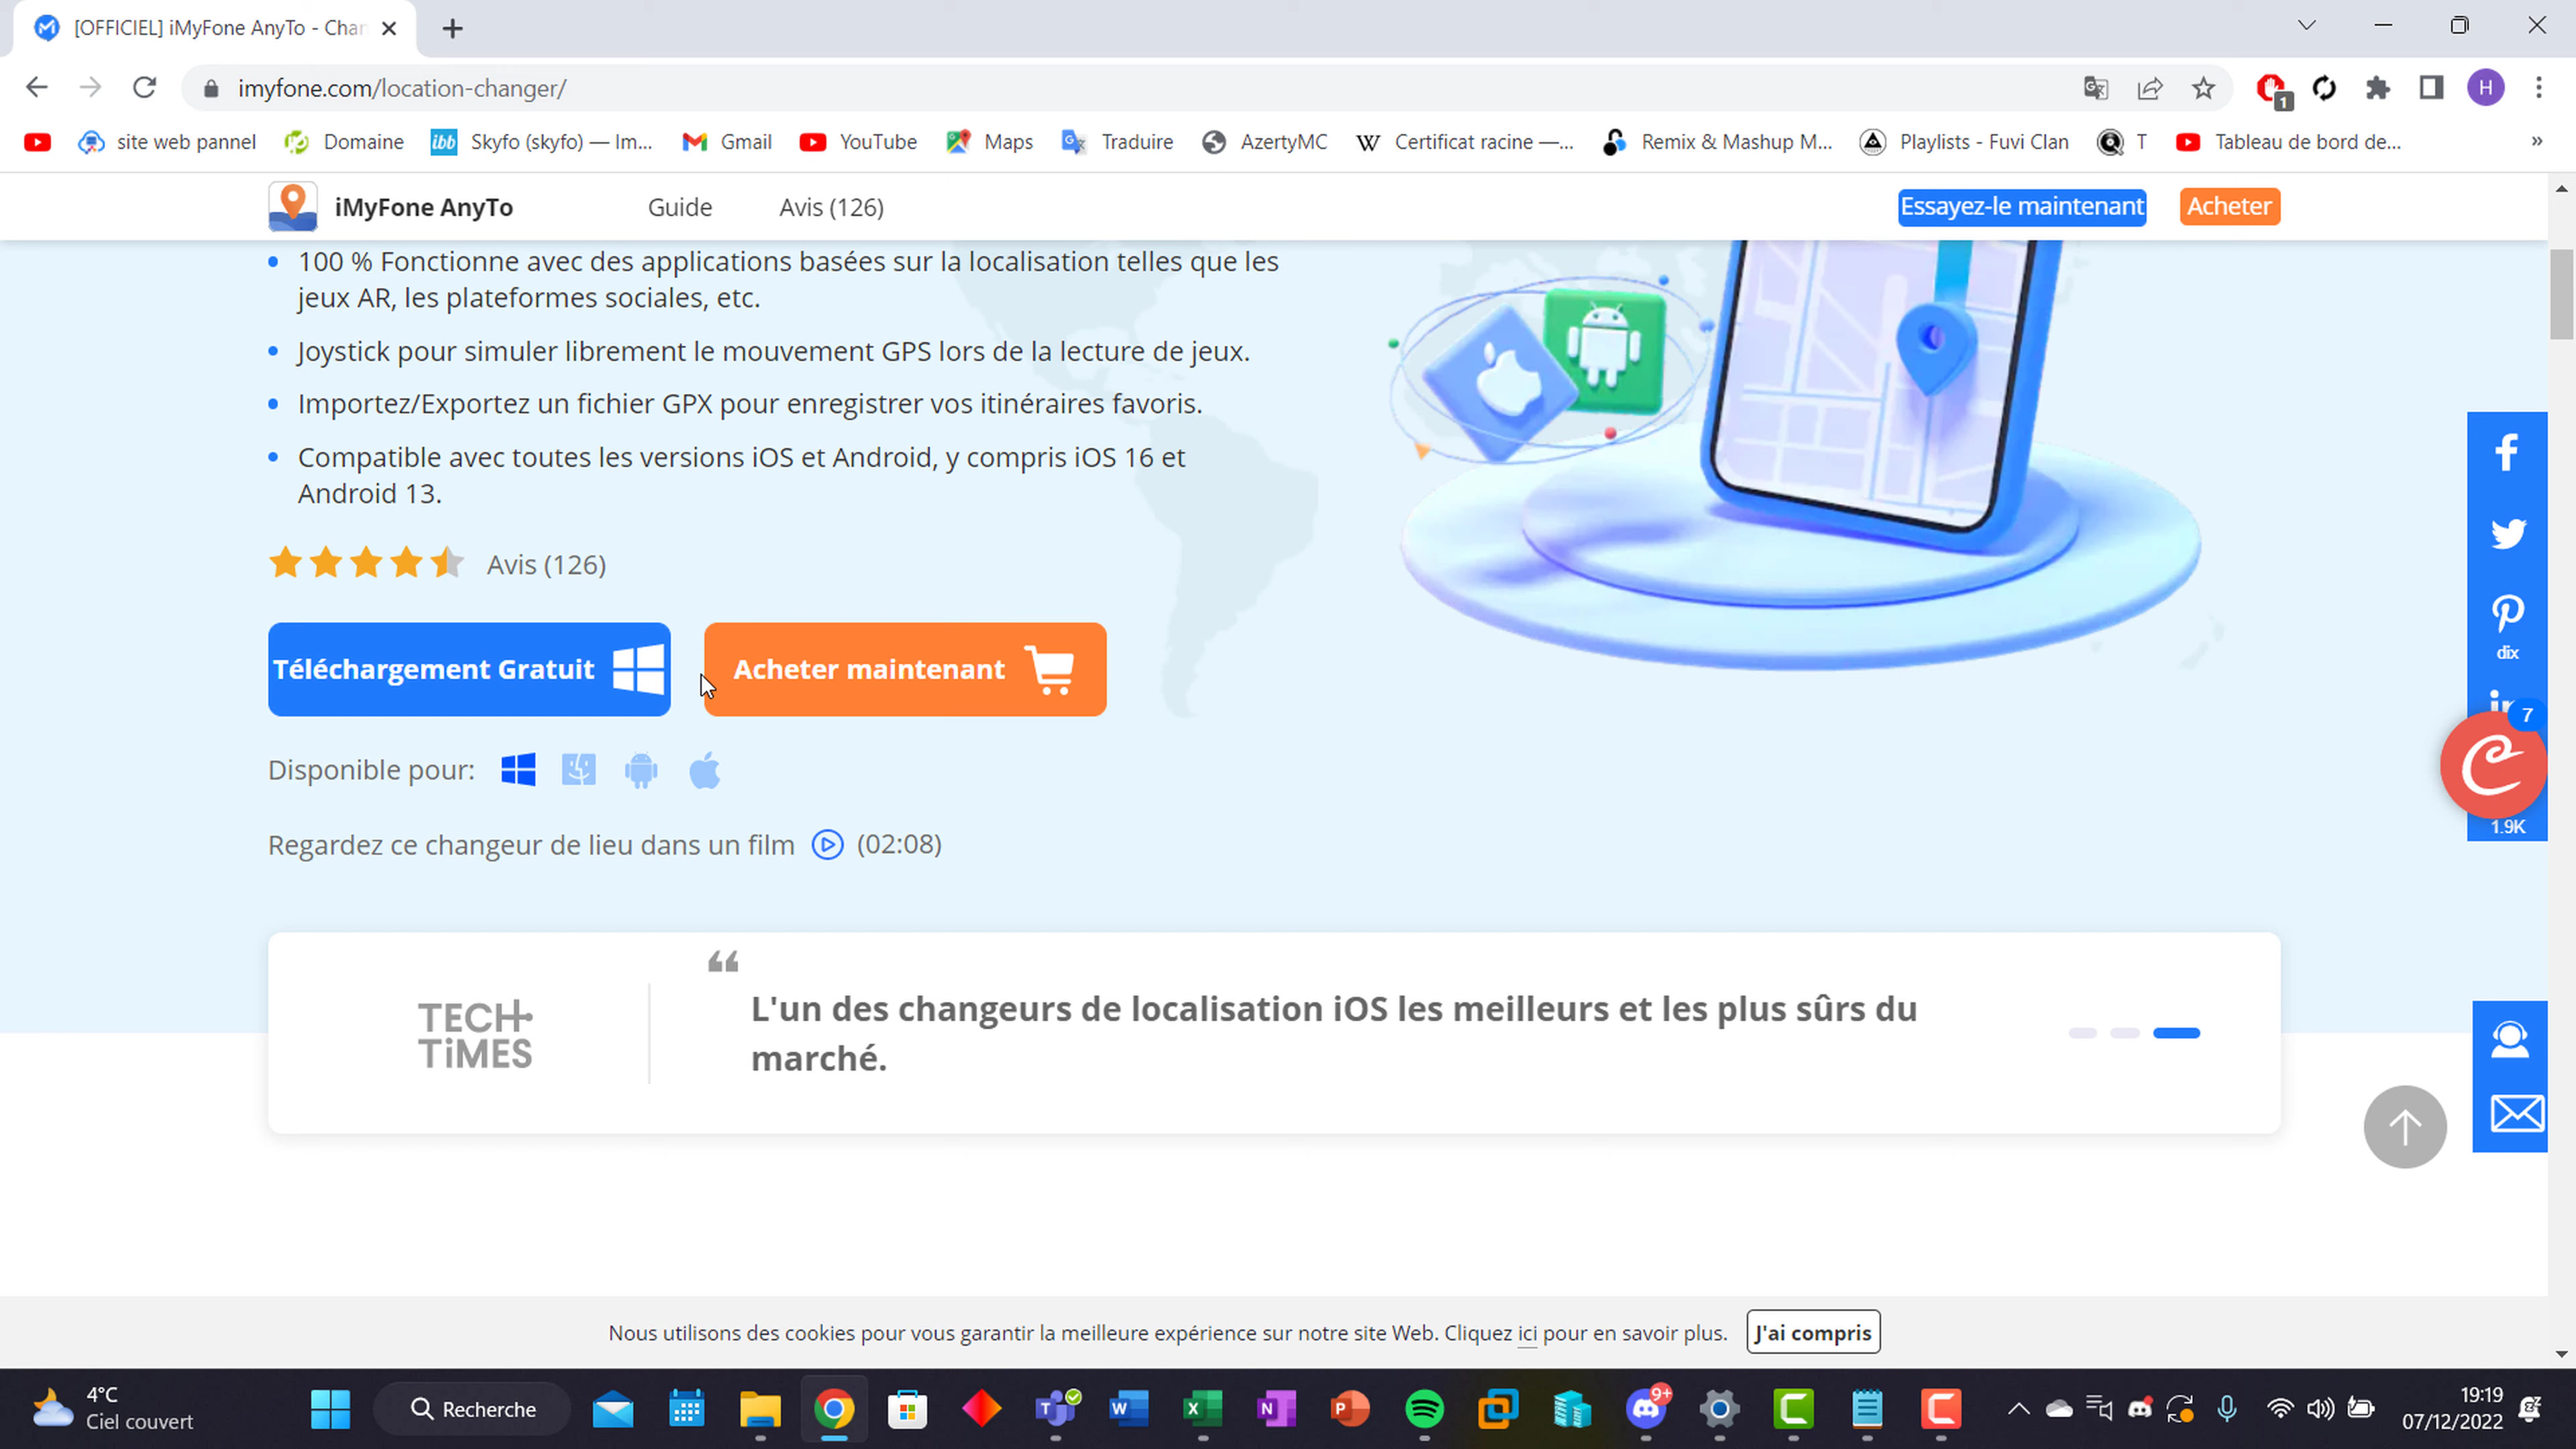 [OFFICIEL] iMyFone AnyTo - Chan
imyfone.com/location-changer/
1
H
site web pannel
Domaine
ibb
Skyfo (skyfo) — Im...
Gmail
YouTube
Maps
Traduire
AzertyMC
W
Certificat racine —...
Remix & Mashup M...
Playlists - Fuvi Clan
T
Tableau de bord de...
»
iMyFone AnyTo
Guide
Avis (126)
Essayez-le maintenant
Acheter
100 % Fonctionne avec des applications basées sur la localisation telles que les
jeux AR, les plateformes sociales, etc.
Joystick pour simuler librement le mouvement GPS lors de la lecture de jeux.
Importez/Exportez un fichier GPX pour enregistrer vos itinéraires favoris.
Compatible avec toutes les versions iOS et Android, y compris iOS 16 et
Android 13.
Avis (126)
Téléchargement Gratuit
Acheter maintenant
dix
in
7
1.9K
Disponible pour:
Regardez ce changeur de lieu dans un film
(02:08)
TECH
TiMES
“
L'un des changeurs de localisation iOS les meilleurs et les plus sûrs du
marché.
Nous utilisons des cookies pour vous garantir la meilleure expérience sur notre site Web. Cliquez ici pour en savoir plus.
J'ai compris
4°C
Ciel couvert
Recherche
9+
19:19
07/12/2022